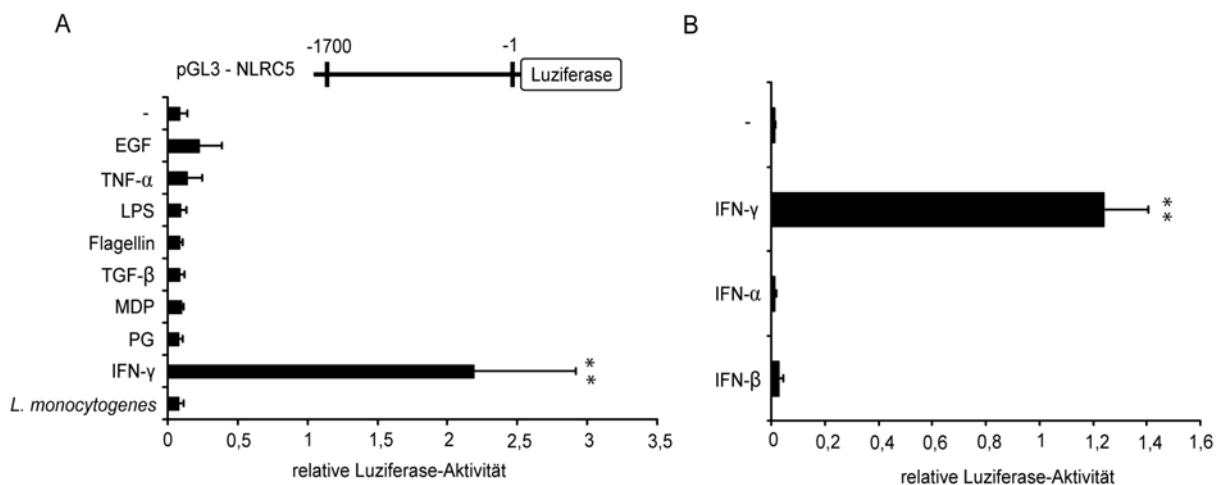 A
-1700
-1
pGL3 - NLRC5
Luziferase
-
EGF
TNF-α
LPS
Flagellin
TGF-β
MDP
PG
IFN-γ
**
L. monocytogenes
0 0,5 1 1,5 2 2,5 3 3,5
relative Luziferase-Aktivität
B
-
IFN-γ
**
IFN-α
IFN-β
0 0,2 0,4 0,6 0,8 1 1,2 1,4 1,6
relative Luziferase-Aktivität